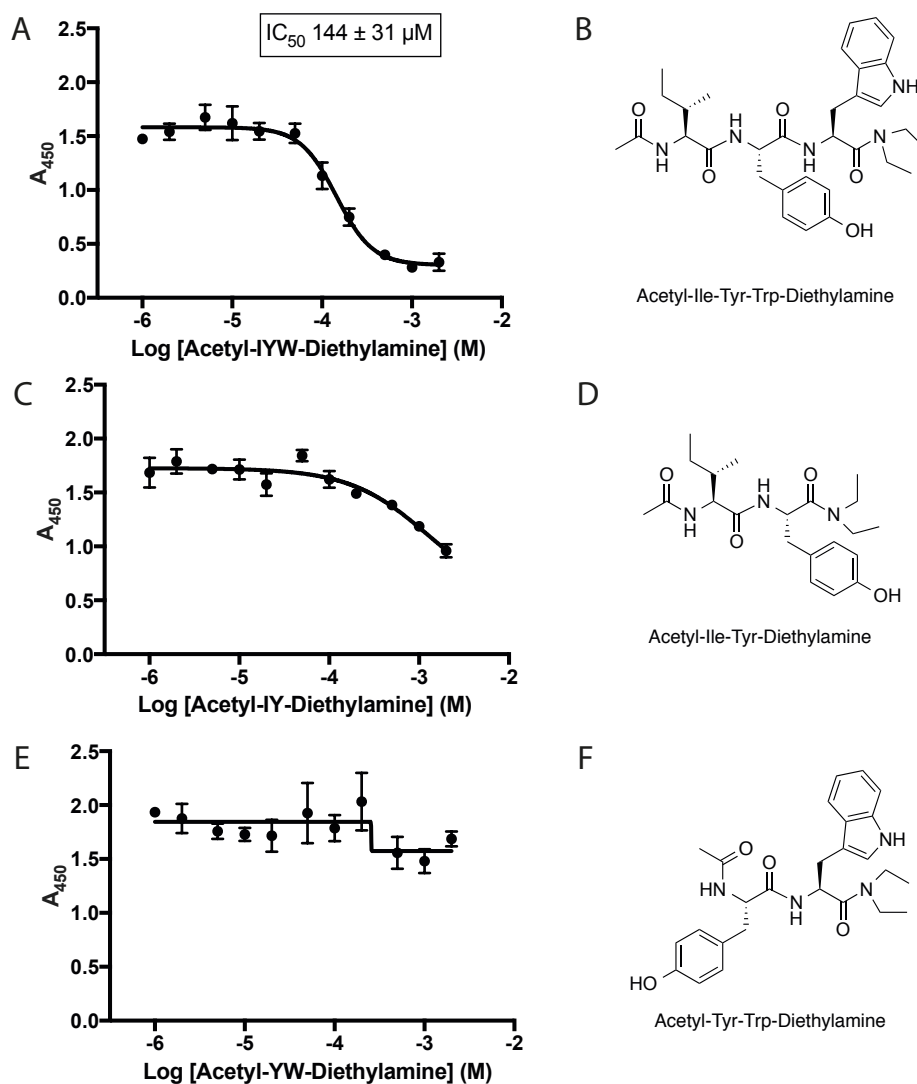 A
IC50 144 ± 31 µM
2.5
2.0
1.5
1.0
0.5
0.0
A450
-6 -5 -4 -3 -2
Log [Acetyl-IYW-Diethylamine] (M)
B
O
N
H
O
H
N
O
N
H
O
N
NH
OH
Acetyl-Ile-Tyr-Trp-Diethylamine
C
2.5
2.0
1.5
1.0
0.5
0.0
A450
-6 -5 -4 -3 -2
Log [Acetyl-IY-Diethylamine] (M)
D
O
N
H
O
H
N
O
N
OH
Acetyl-Ile-Tyr-Diethylamine
E
2.5
2.0
1.5
1.0
0.5
0.0
A450
-6 -5 -4 -3 -2
Log [Acetyl-YW-Diethylamine] (M)
F
O
HN
O
N
H
O
N
NH
HO
Acetyl-Tyr-Trp-Diethylamine